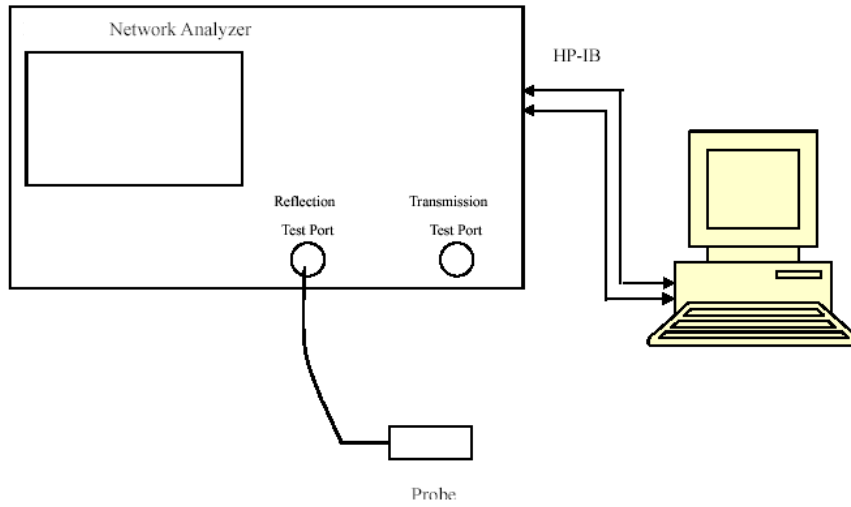 Network Analyzer
HP-IB
Reflection
Test Port
Transmission
Test Port
Probe